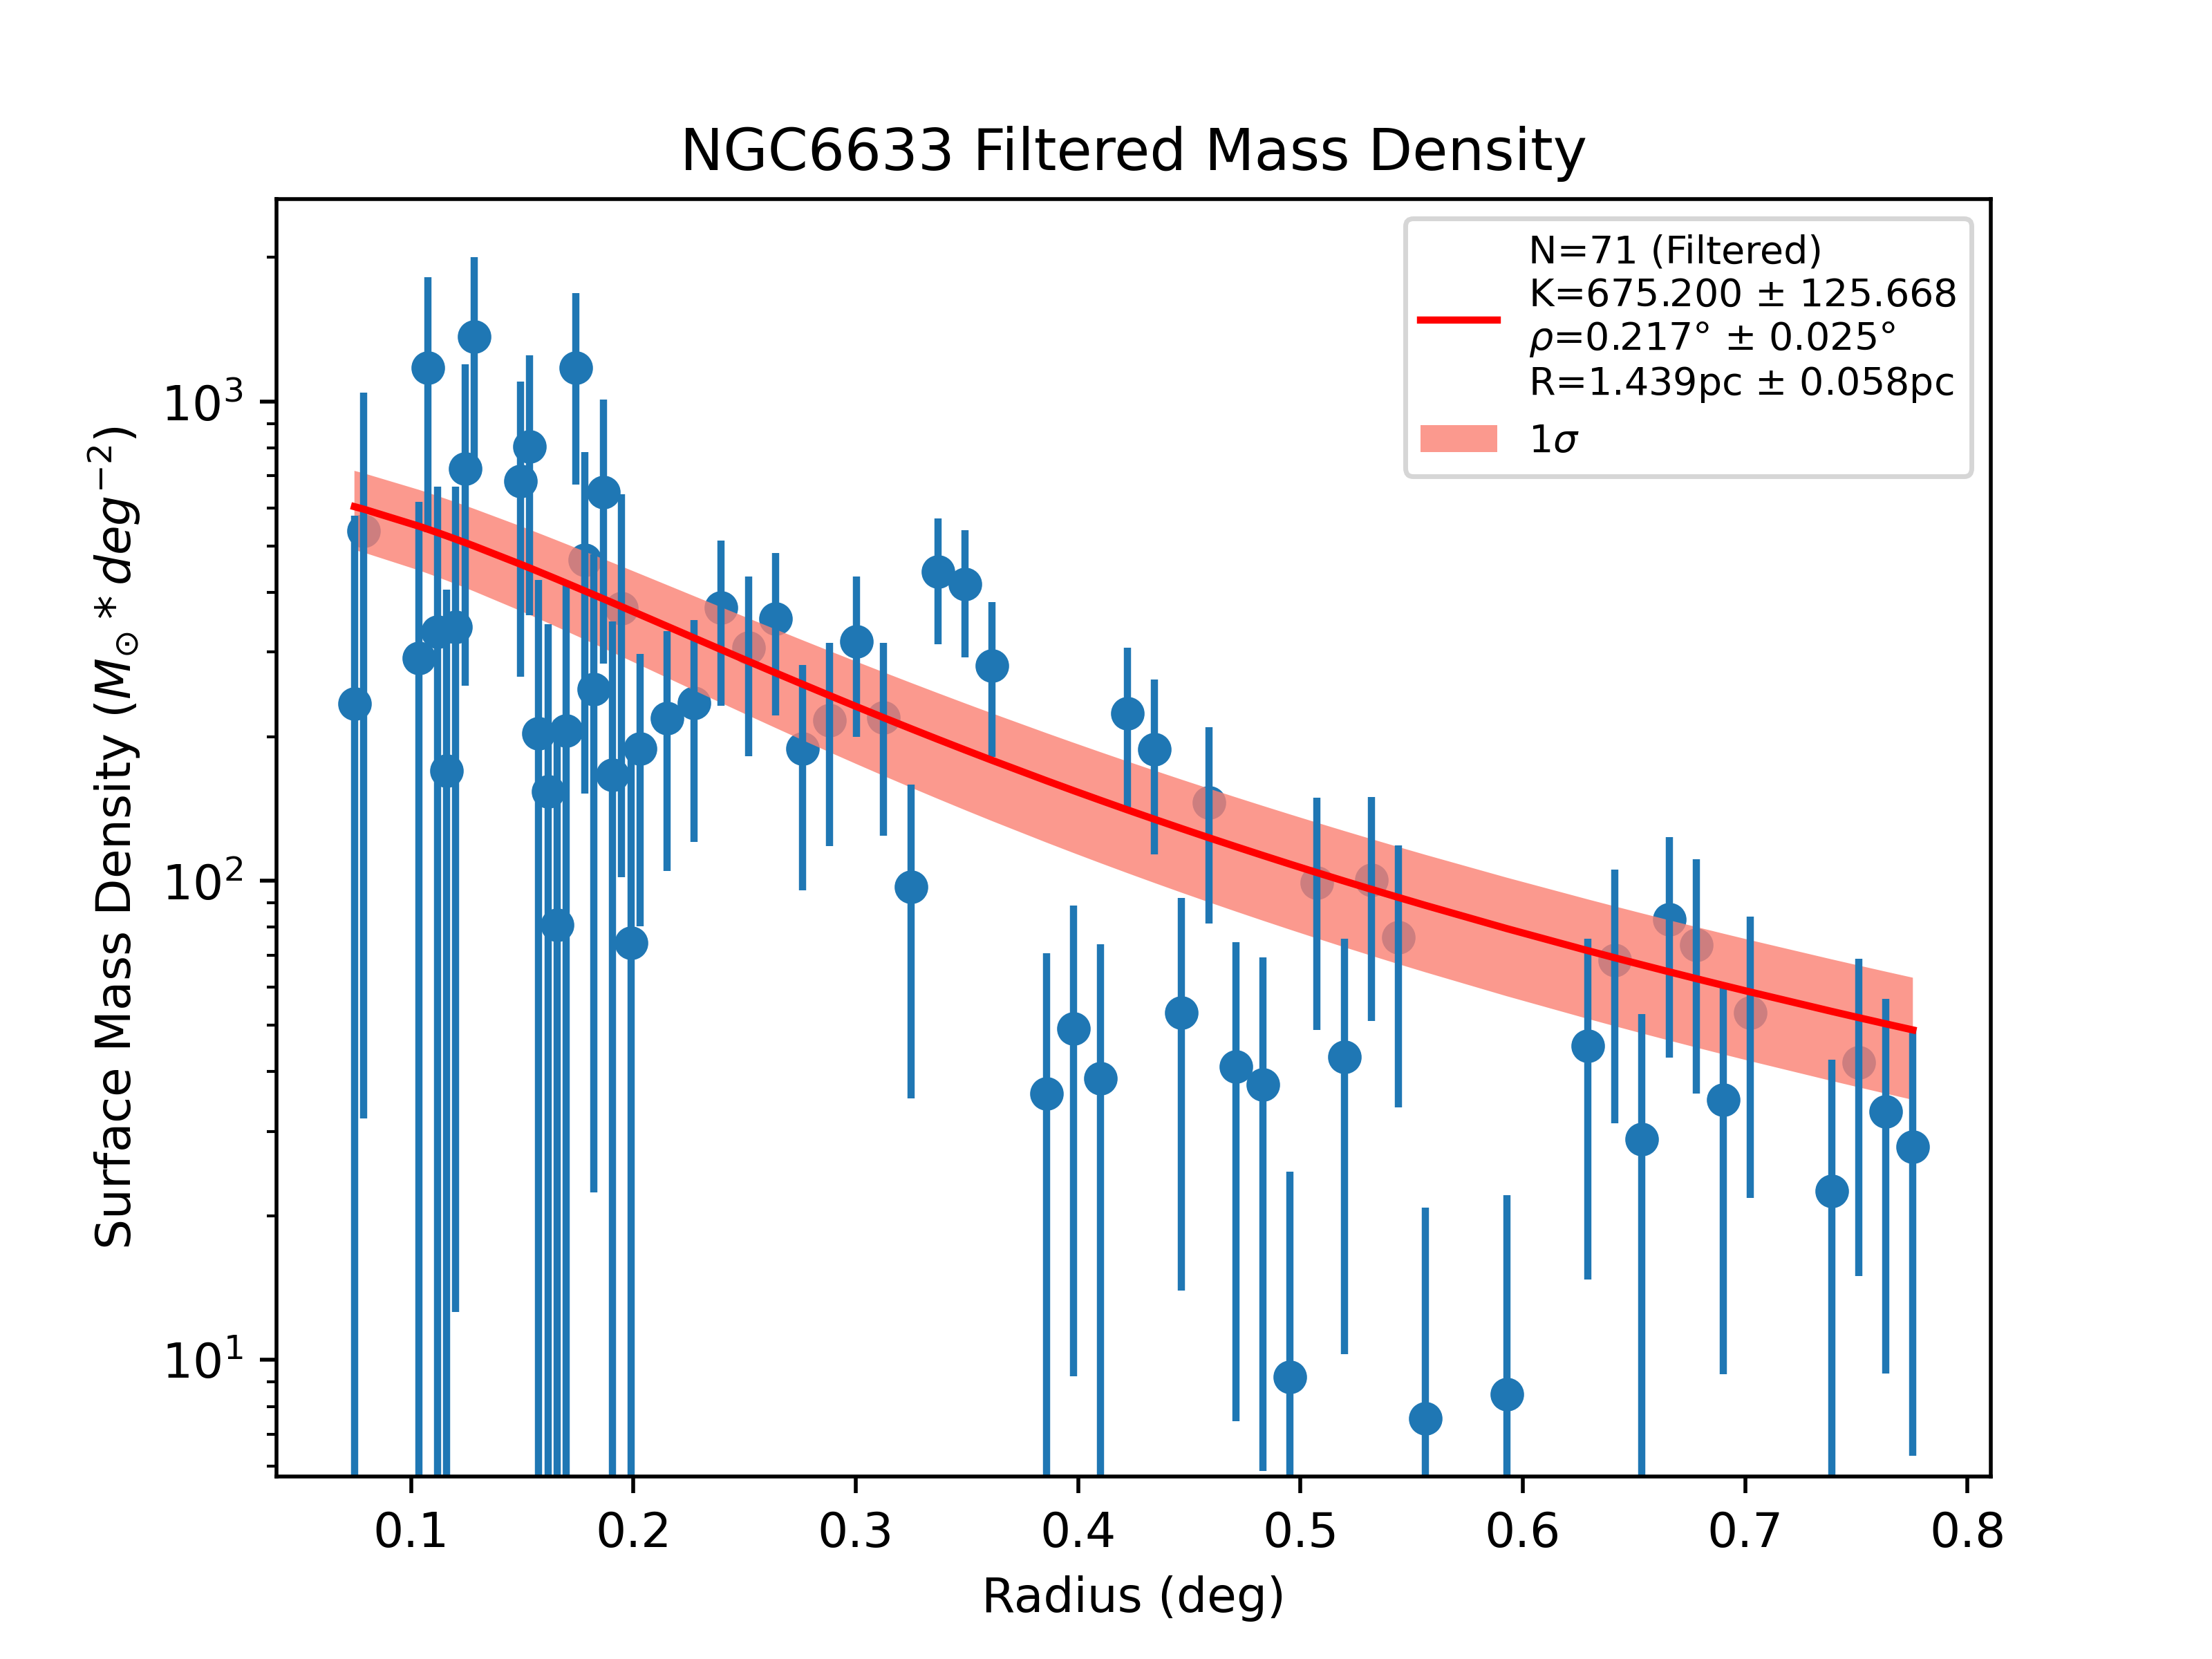 NGC6633 Filtered Mass Density
N=71 (Filtered)
K=675.200 ± 125.668
ρ=0.217° ± 0.025°
R=1.439pc ± 0.058pc
1σ
Surface Mass Density (M⊙ * deg⁻²)
10³
10²
10¹
0.1 0.2 0.3 0.4 0.5 0.6 0.7 0.8
Radius (deg)